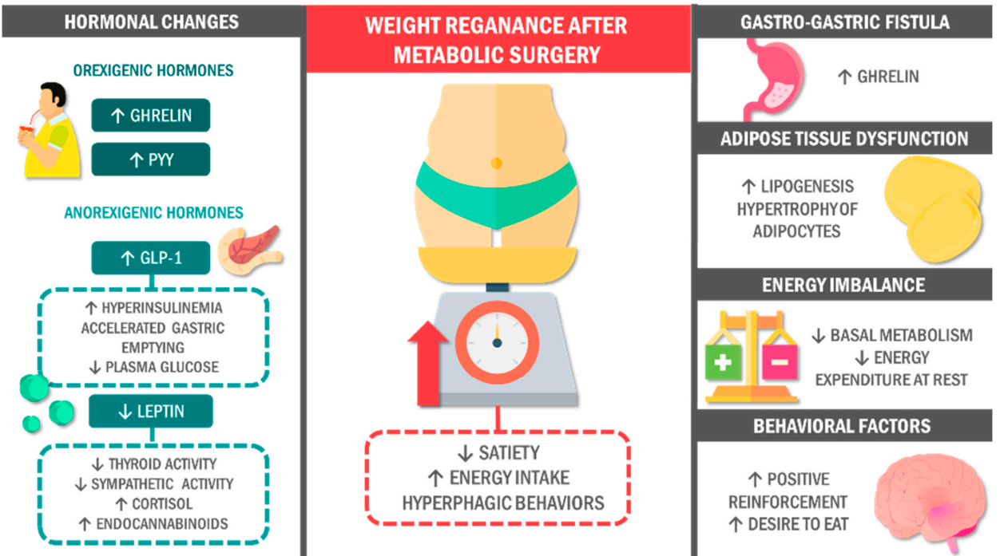 HORMONAL CHANGES
OREXIGENIC HORMONES
↑ GHRELIN
↑ PYY
ANOREXIGENIC HORMONES
↑ GLP-1
↑ HYPERINSULINEMIA
ACCELERATED GASTRIC
EMPTYING
↓ PLASMA GLUCOSE
↓ LEPTIN
↓ THYROID ACTIVITY
↓ SYMPATHETIC ACTIVITY
↑ CORTISOL
↑ ENDOCANNABINOIDS
WEIGHT REGANANCE AFTER
METABOLIC SURGERY
↓ SATIETY
↑ ENERGY INTAKE
HYPERPHAGIC BEHAVIORS
GASTRO-GASTRIC FISTULA
↑ GHRELIN
ADIPOSE TISSUE DYSFUNCTION
↑ LIPOGENESIS
HYPERTROPHY OF
ADIPOCYTES
ENERGY IMBALANCE
↓ BASAL METABOLISM
↓ ENERGY
EXPENDITURE AT REST
BEHAVIORAL FACTORS
↑ POSITIVE
REINFORCEMENT
↑ DESIRE TO EAT